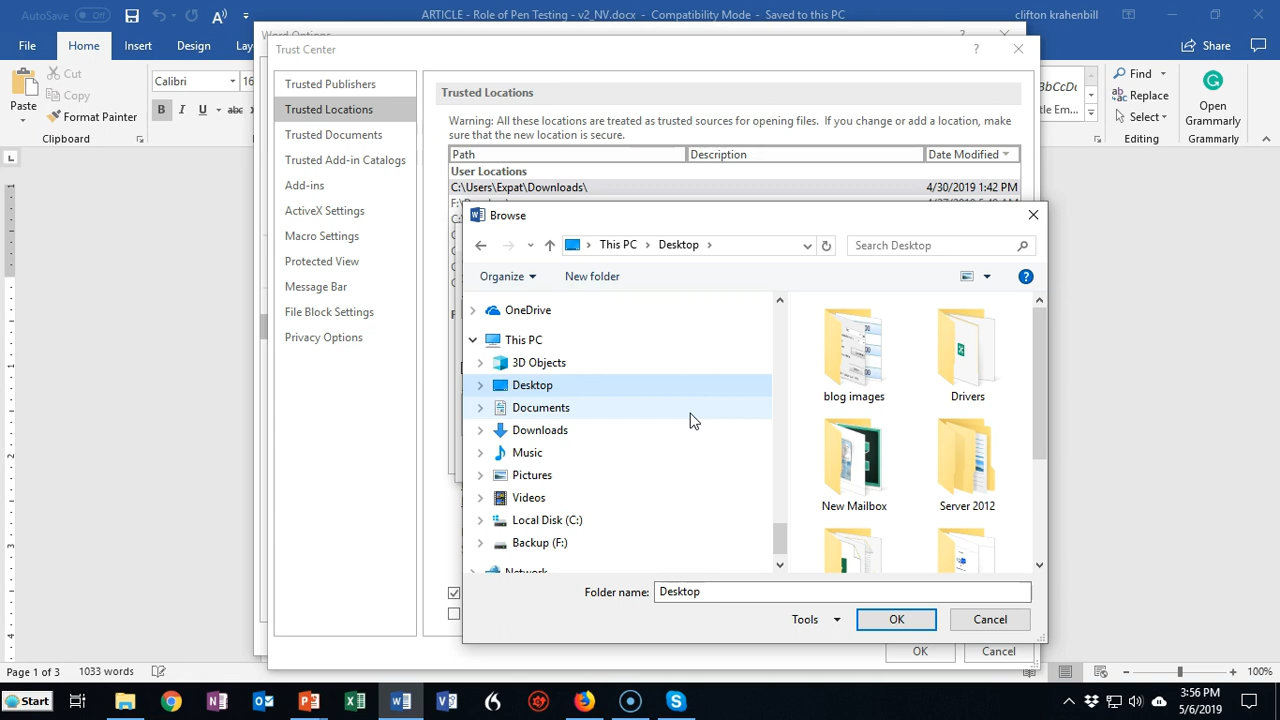 AutoSave Off
ARTICLE - Role of Pen Testing - v2_NV.docx - Compatibility Mode - Saved to this PC
clifton krahenbill
Word Options
File
Home
Insert
Design
Share
Trust Center
Cut
Copy
Paste
Format Painter
Clipboard
Calibri
16
B I U abc
Find
Replace
Select
Editing
Open
Grammarly
Grammarly
Trusted Publishers
Trusted Locations
Trusted Documents
Trusted Add-in Catalogs
Add-ins
ActiveX Settings
Macro Settings
Protected View
Message Bar
File Block Settings
Privacy Options
Trusted Locations
Warning: All these locations are treated as trusted sources for opening files. If you change or add a location, make
sure that the new location is secure.
Path Description Date Modified
User Locations
C:\Users\Expat\Downloads\ 4/30/2019 1:42 PM
Browse
This PC > Desktop >
Search Desktop
Organize
New folder
OneDrive
This PC
3D Objects
Desktop
Documents
Downloads
Music
Pictures
Videos
Local Disk (C:)
Backup (F:)
Network
blog images
Drivers
New Mailbox
Server 2012
Folder name: Desktop
Tools
OK
Cancel
OK
Cancel
Page 1 of 3
1033 words
100%
Start
3:56 PM
5/6/2019